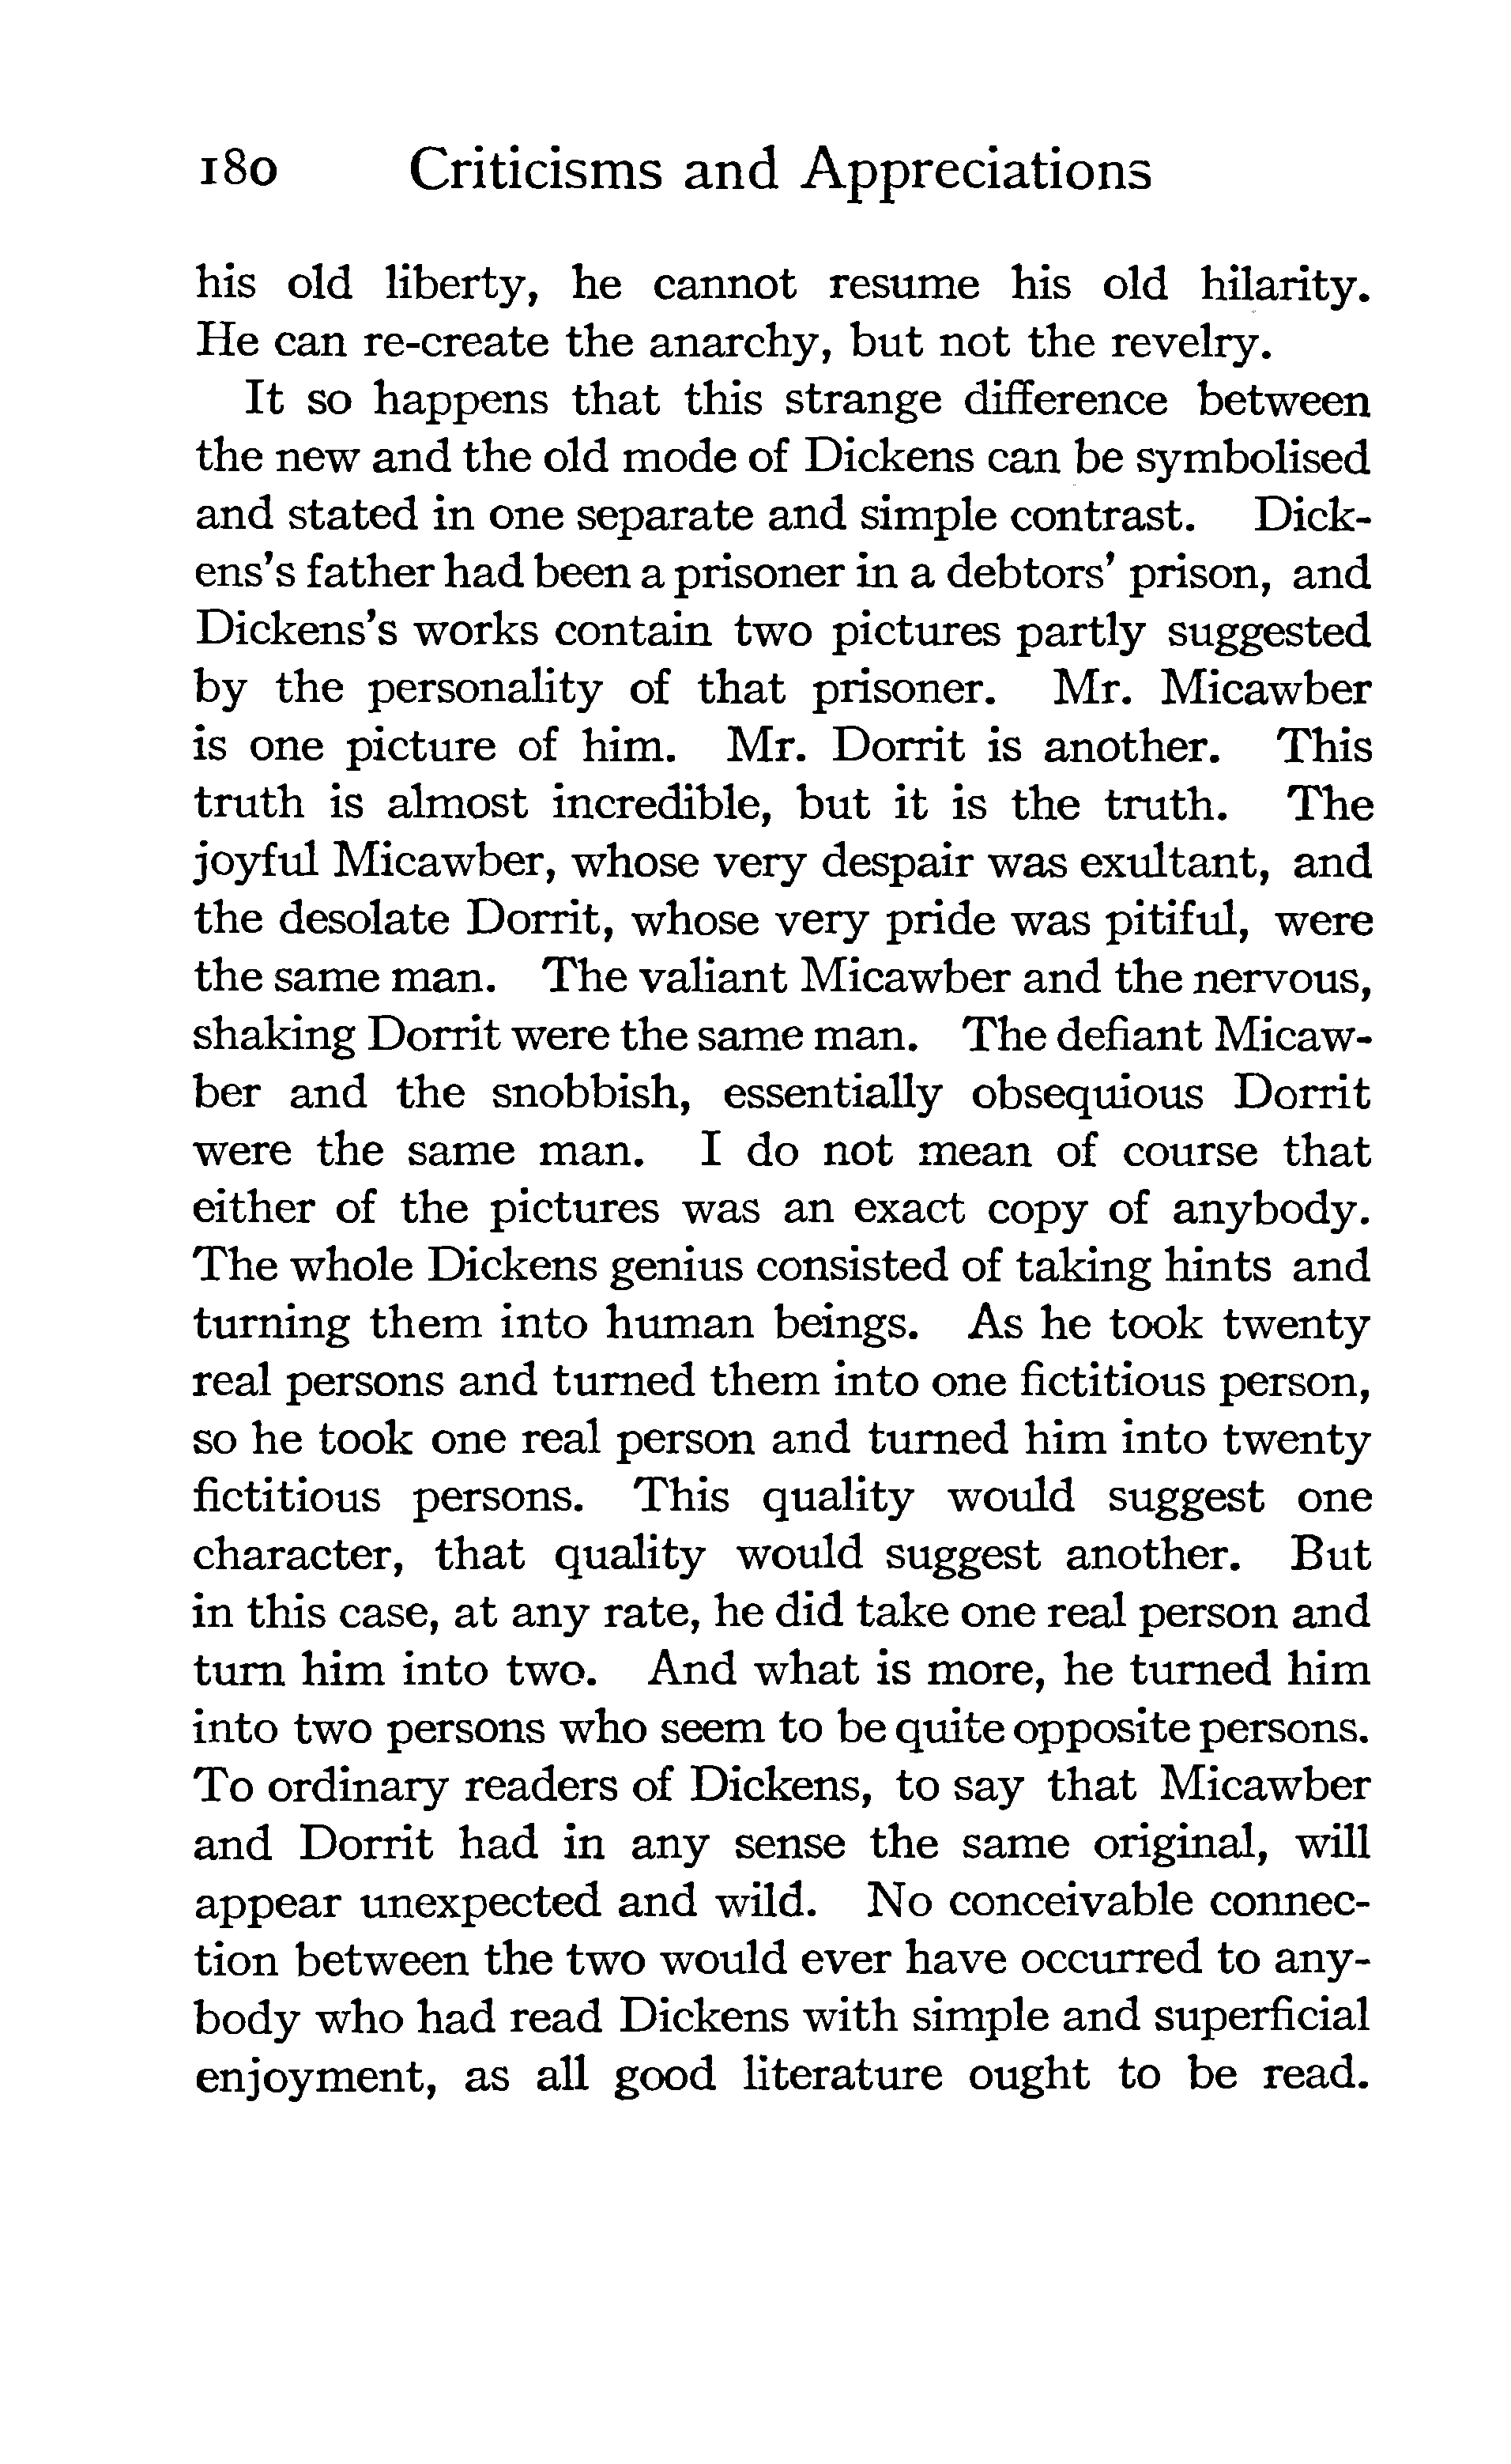 180 Criticisms and Appreciations
his old liberty, he cannot resume his old hilarity.
He can re-create the anarchy, but not the revelry.
It so happens that this strange difference between
the new and the old mode of Dickens can be symbolised
and stated in one separate and simple contrast. Dick-
ens's father had been a prisoner in a debtors' prison, and
Dickens's works contain two pictures partly suggested
by the personality of that prisoner. Mr. Micawber
is one picture of him. Mr. Dorrit is another. This
truth is almost incredible, but it is the truth. The
joyful Micawber, whose very despair was exultant, and
the desolate Dorrit, whose very pride was pitiful, were
the same man. The valiant Micawber and the nervous,
shaking Dorrit were the same man. The defiant Micaw-
ber and the snobbish, essentially obsequious Dorrit
were the same man. I do not mean of course that
either of the pictures was an exact copy of anybody.
The whole Dickens genius consisted of taking hints and
turning them into human beings. As he took twenty
real persons and turned them into one fictitious person,
so he took one real person and turned him into twenty
fictitious persons. This quality would suggest one
character, that quality would suggest another. But
in this case, at any rate, he did take one real person and
turn him into two. And what is more, he turned him
into two persons who seem to be quite opposite persons.
To ordinary readers of Dickens, to say that Micawber
and Dorrit had in any sense the same original, will
appear unexpected and wild. No conceivable connec-
tion between the two would ever have occurred to any-
body who had read Dickens with simple and superficial
enjoyment, as all good literature ought to be read.